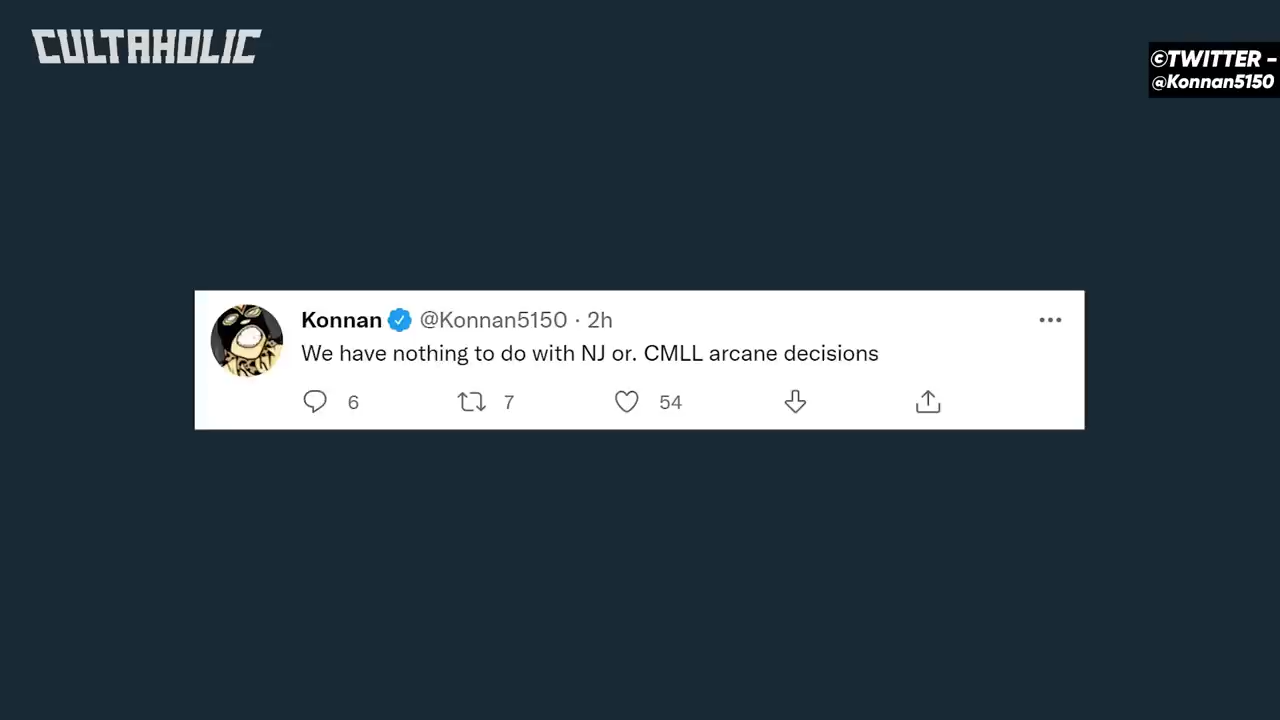 CULTAHOLIC
©TWITTER -
@Konnan5150
Konnan @Konnan5150 · 2h
We have nothing to do with NJ or. CMLL arcane decisions
6 7 54